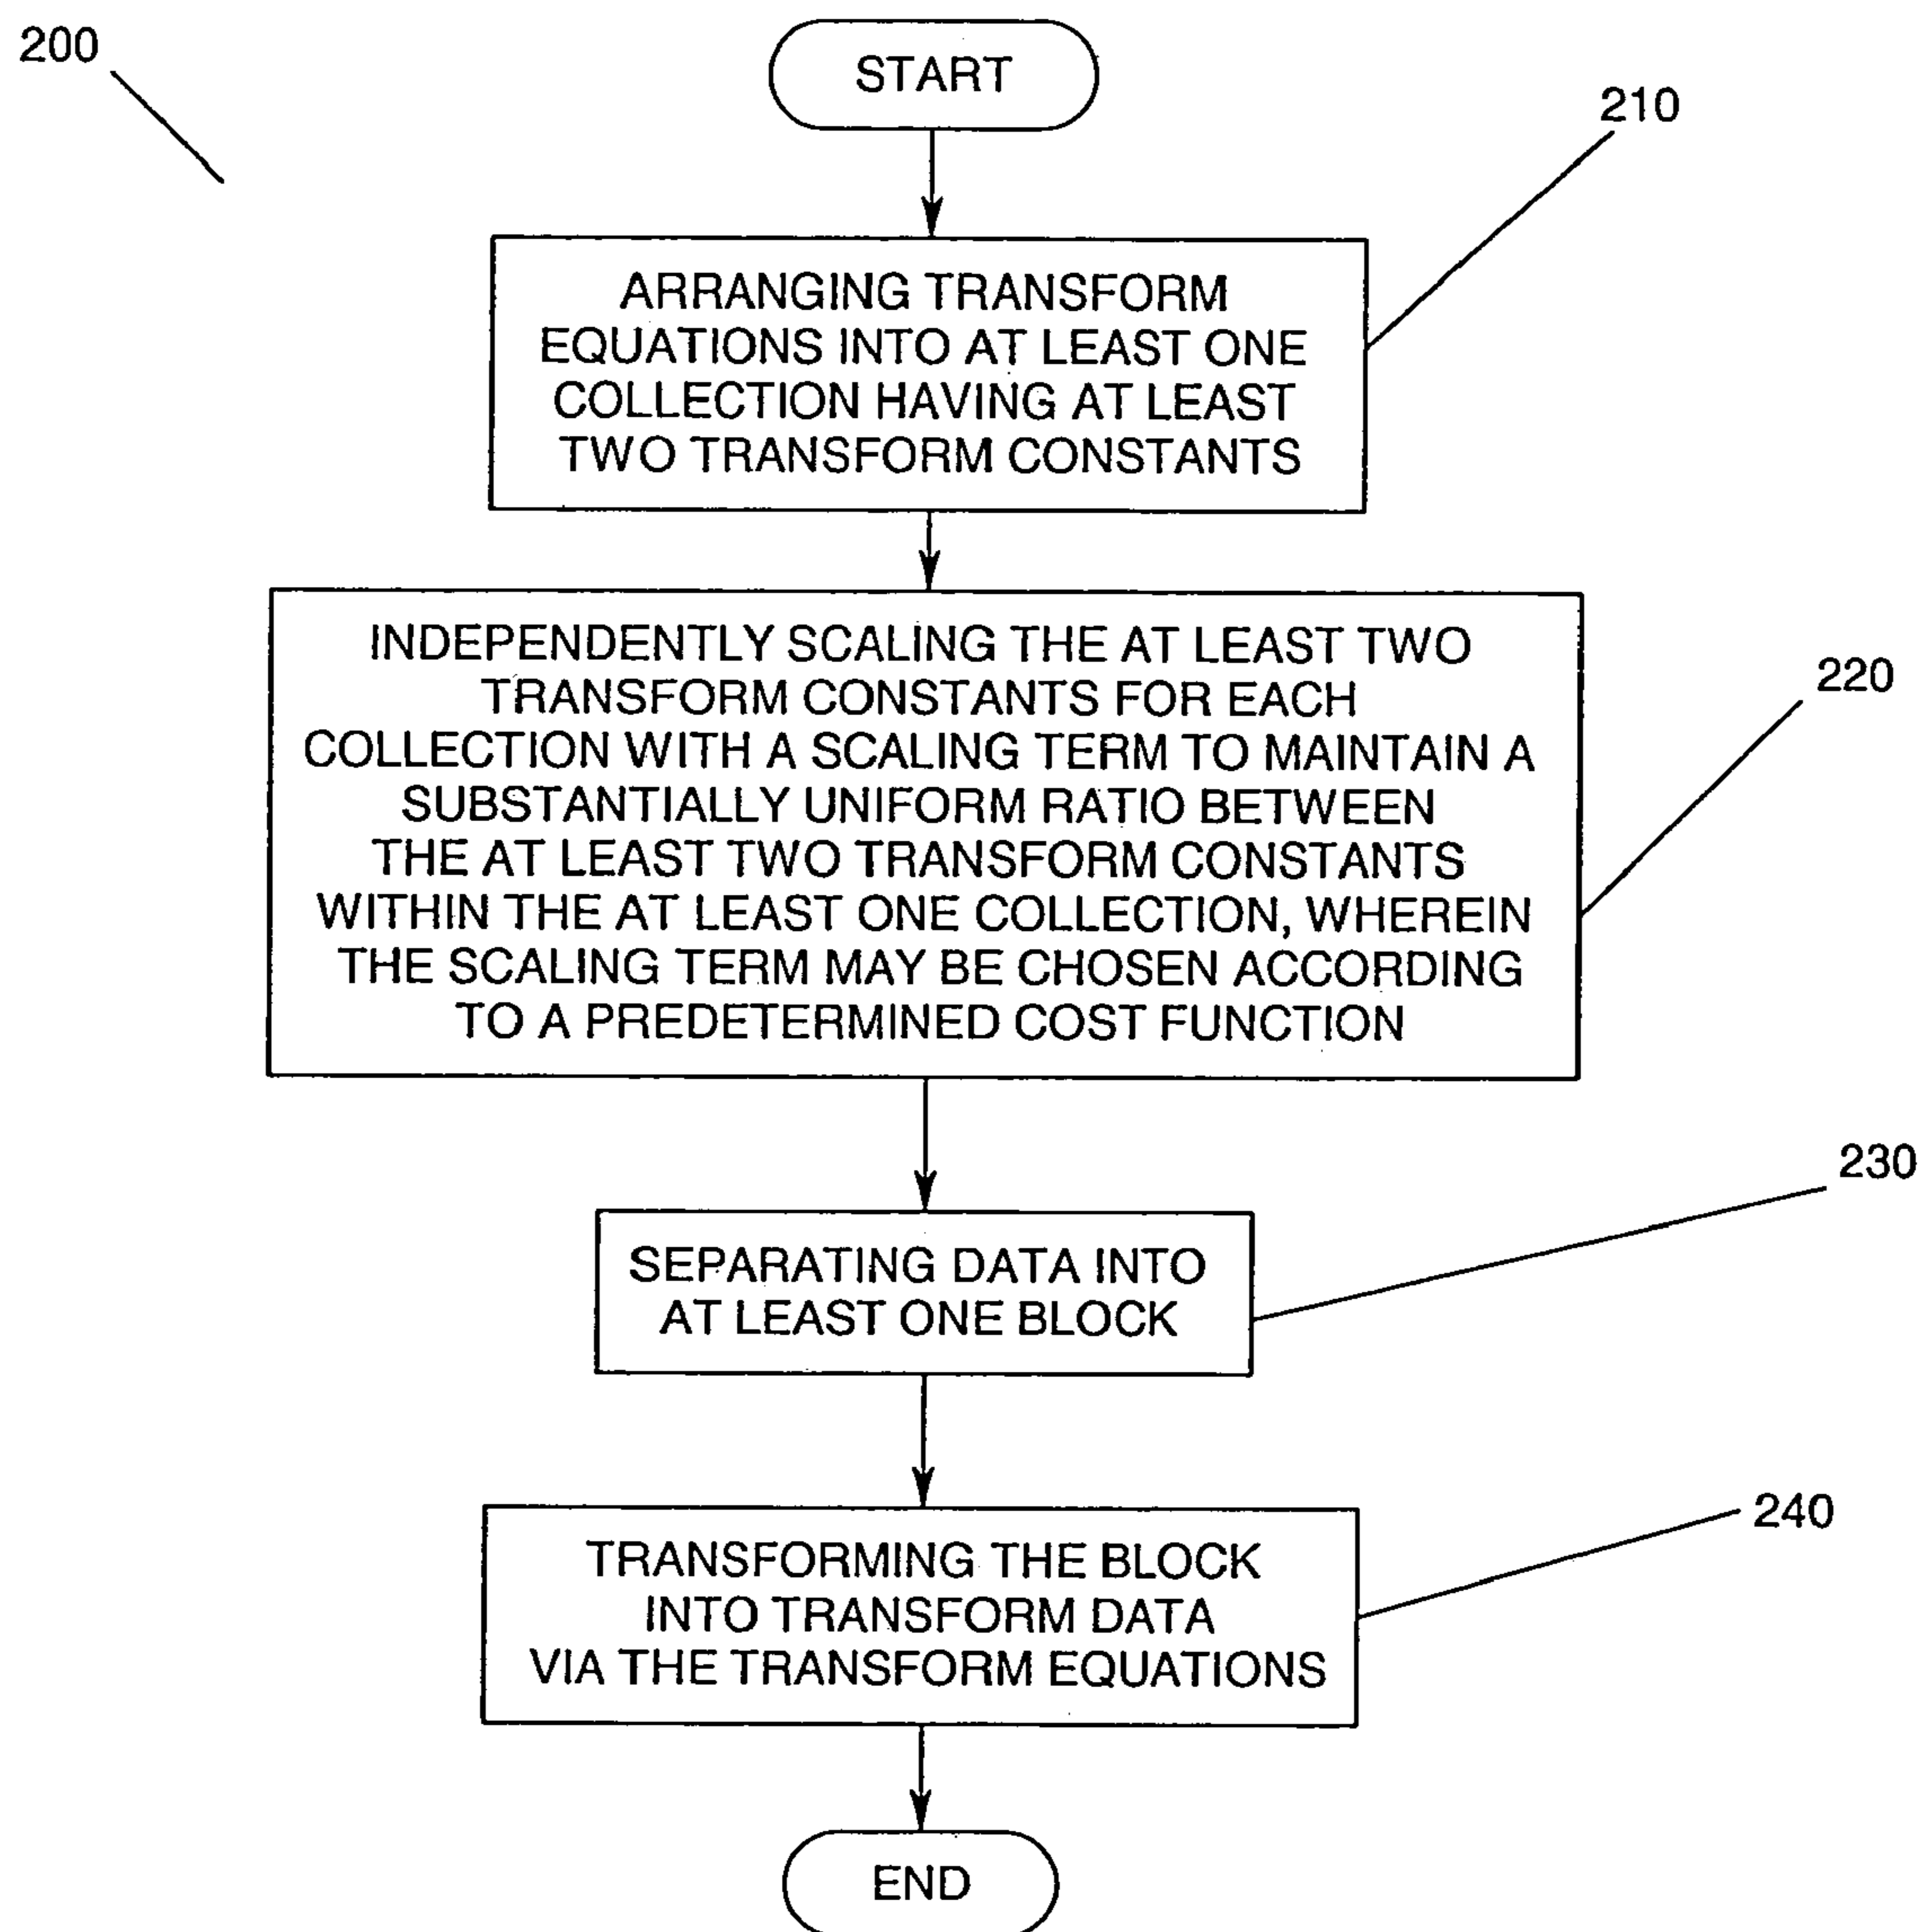 200
START
210
ARRANGING TRANSFORM
EQUATIONS INTO AT LEAST ONE
COLLECTION HAVING AT LEAST
TWO TRANSFORM CONSTANTS
INDEPENDENTLY SCALING THE AT LEAST TWO
TRANSFORM CONSTANTS FOR EACH
COLLECTION WITH A SCALING TERM TO MAINTAIN A
SUBSTANTIALLY UNIFORM RATIO BETWEEN
THE AT LEAST TWO TRANSFORM CONSTANTS
WITHIN THE AT LEAST ONE COLLECTION, WHEREIN
THE SCALING TERM MAY BE CHOSEN ACCORDING
TO A PREDETERMINED COST FUNCTION
220
230
SEPARATING DATA INTO
AT LEAST ONE BLOCK
240
TRANSFORMING THE BLOCK
INTO TRANSFORM DATA
VIA THE TRANSFORM EQUATIONS
END